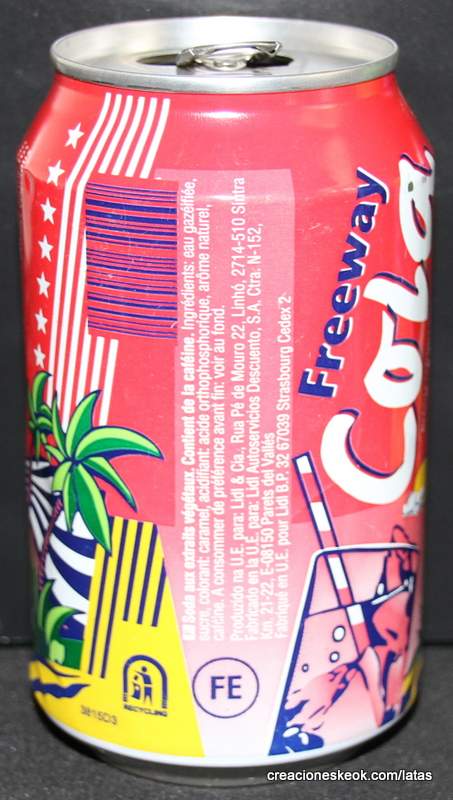 Freeway
Cola
Soda aux extraits végétaux. Contient de la caféine. Ingrédients: eau gazéifiée,
sucre, colorant: caramel, acidifiant: acide orthophosphorique, arôme naturel,
caféine. A consommer de préférence avant fin: voir au fond.
Produzido na U.E. para: Lidl & Cia., Rua Pé de Mouro 22, Linhó, 2714-510 Sintra
Fabricado en la U.E. para: Lidl Autoservicios Descuento, S.A. Ctra. N-152,
Km. 21-22, E-08150 Parets del Vallés
Fabriqué en U.E. pour Lidl B.P. 32 67039 Strasbourg Cedex 2
FE
RECYCLING
3815D3
creacioneskeok.com/latas